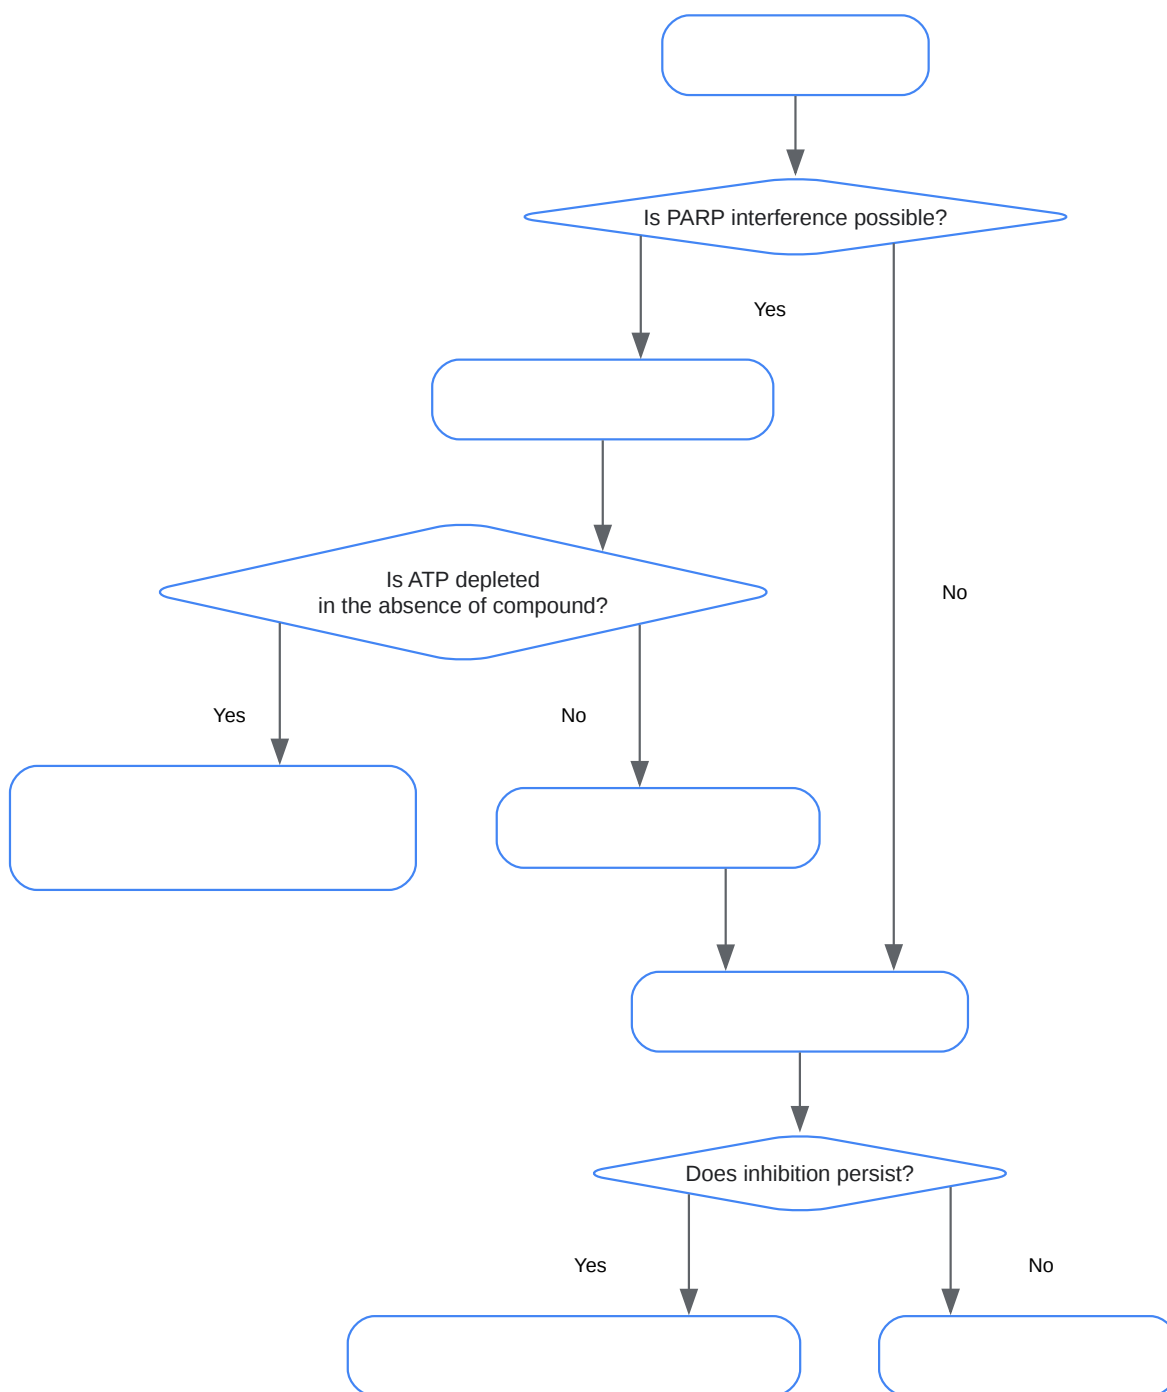 Is PARP interference possible?
Yes
Is ATP depleted
in the absence of compound?
No
Yes
No
Does inhibition persist?
Yes
No